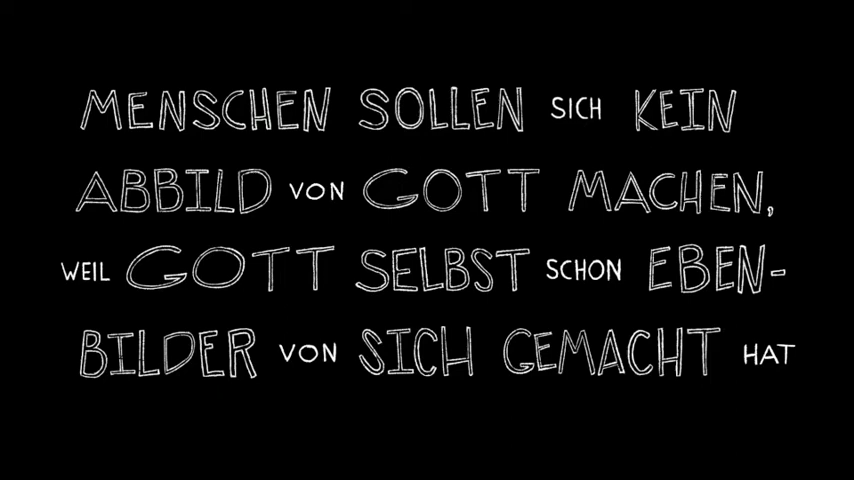 MENSCHEN SOLLEN SICH KEIN
ABBILD VON GOTT MACHEN,
WEIL GOTT SELBST SCHON EBEN-
BILDER VON SICH GEMACHT HAT